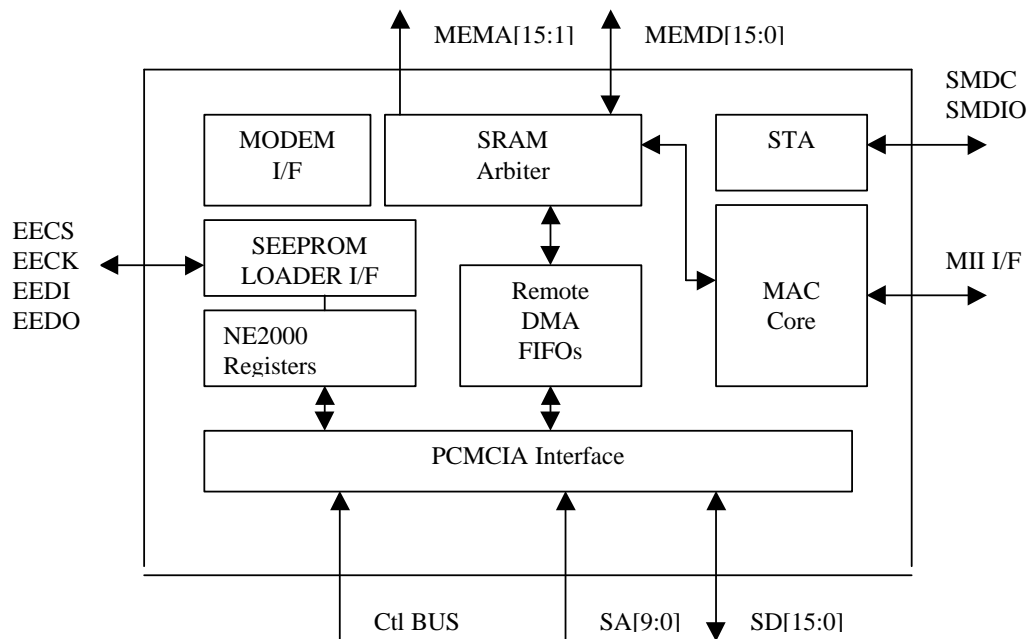 MEMA[15:1]
MEMD[15:0]
SMDC
SMDIO
MODEM
I/F
SRAM
Arbiter
STA
EECS
EECK
EEDI
EEDO
SEEPROM
LOADER I/F
Remote
DMA
FIFOs
MAC
Core
MII I/F
NE2000
Registers
PCMCIA Interface
Ctl BUS
SA[9:0]
SD[15:0]